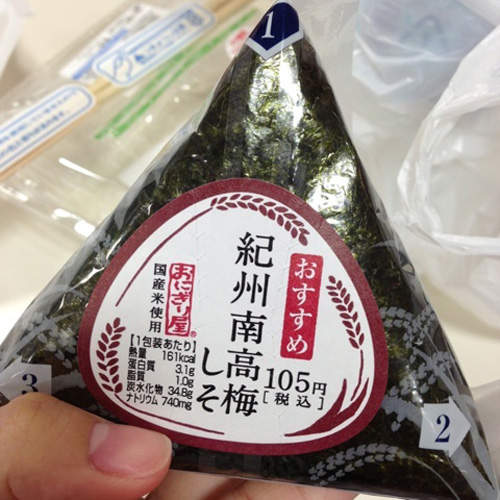 1
おすすめ
紀州南高梅
しそ
105円
[税込]
おにぎり屋®
国産米使用
[1包装あたり]
熱量 161kcal
蛋白質 3.1g
脂質 1.0g
炭水化物 34.8g
ナトリウム 740mg
3
2